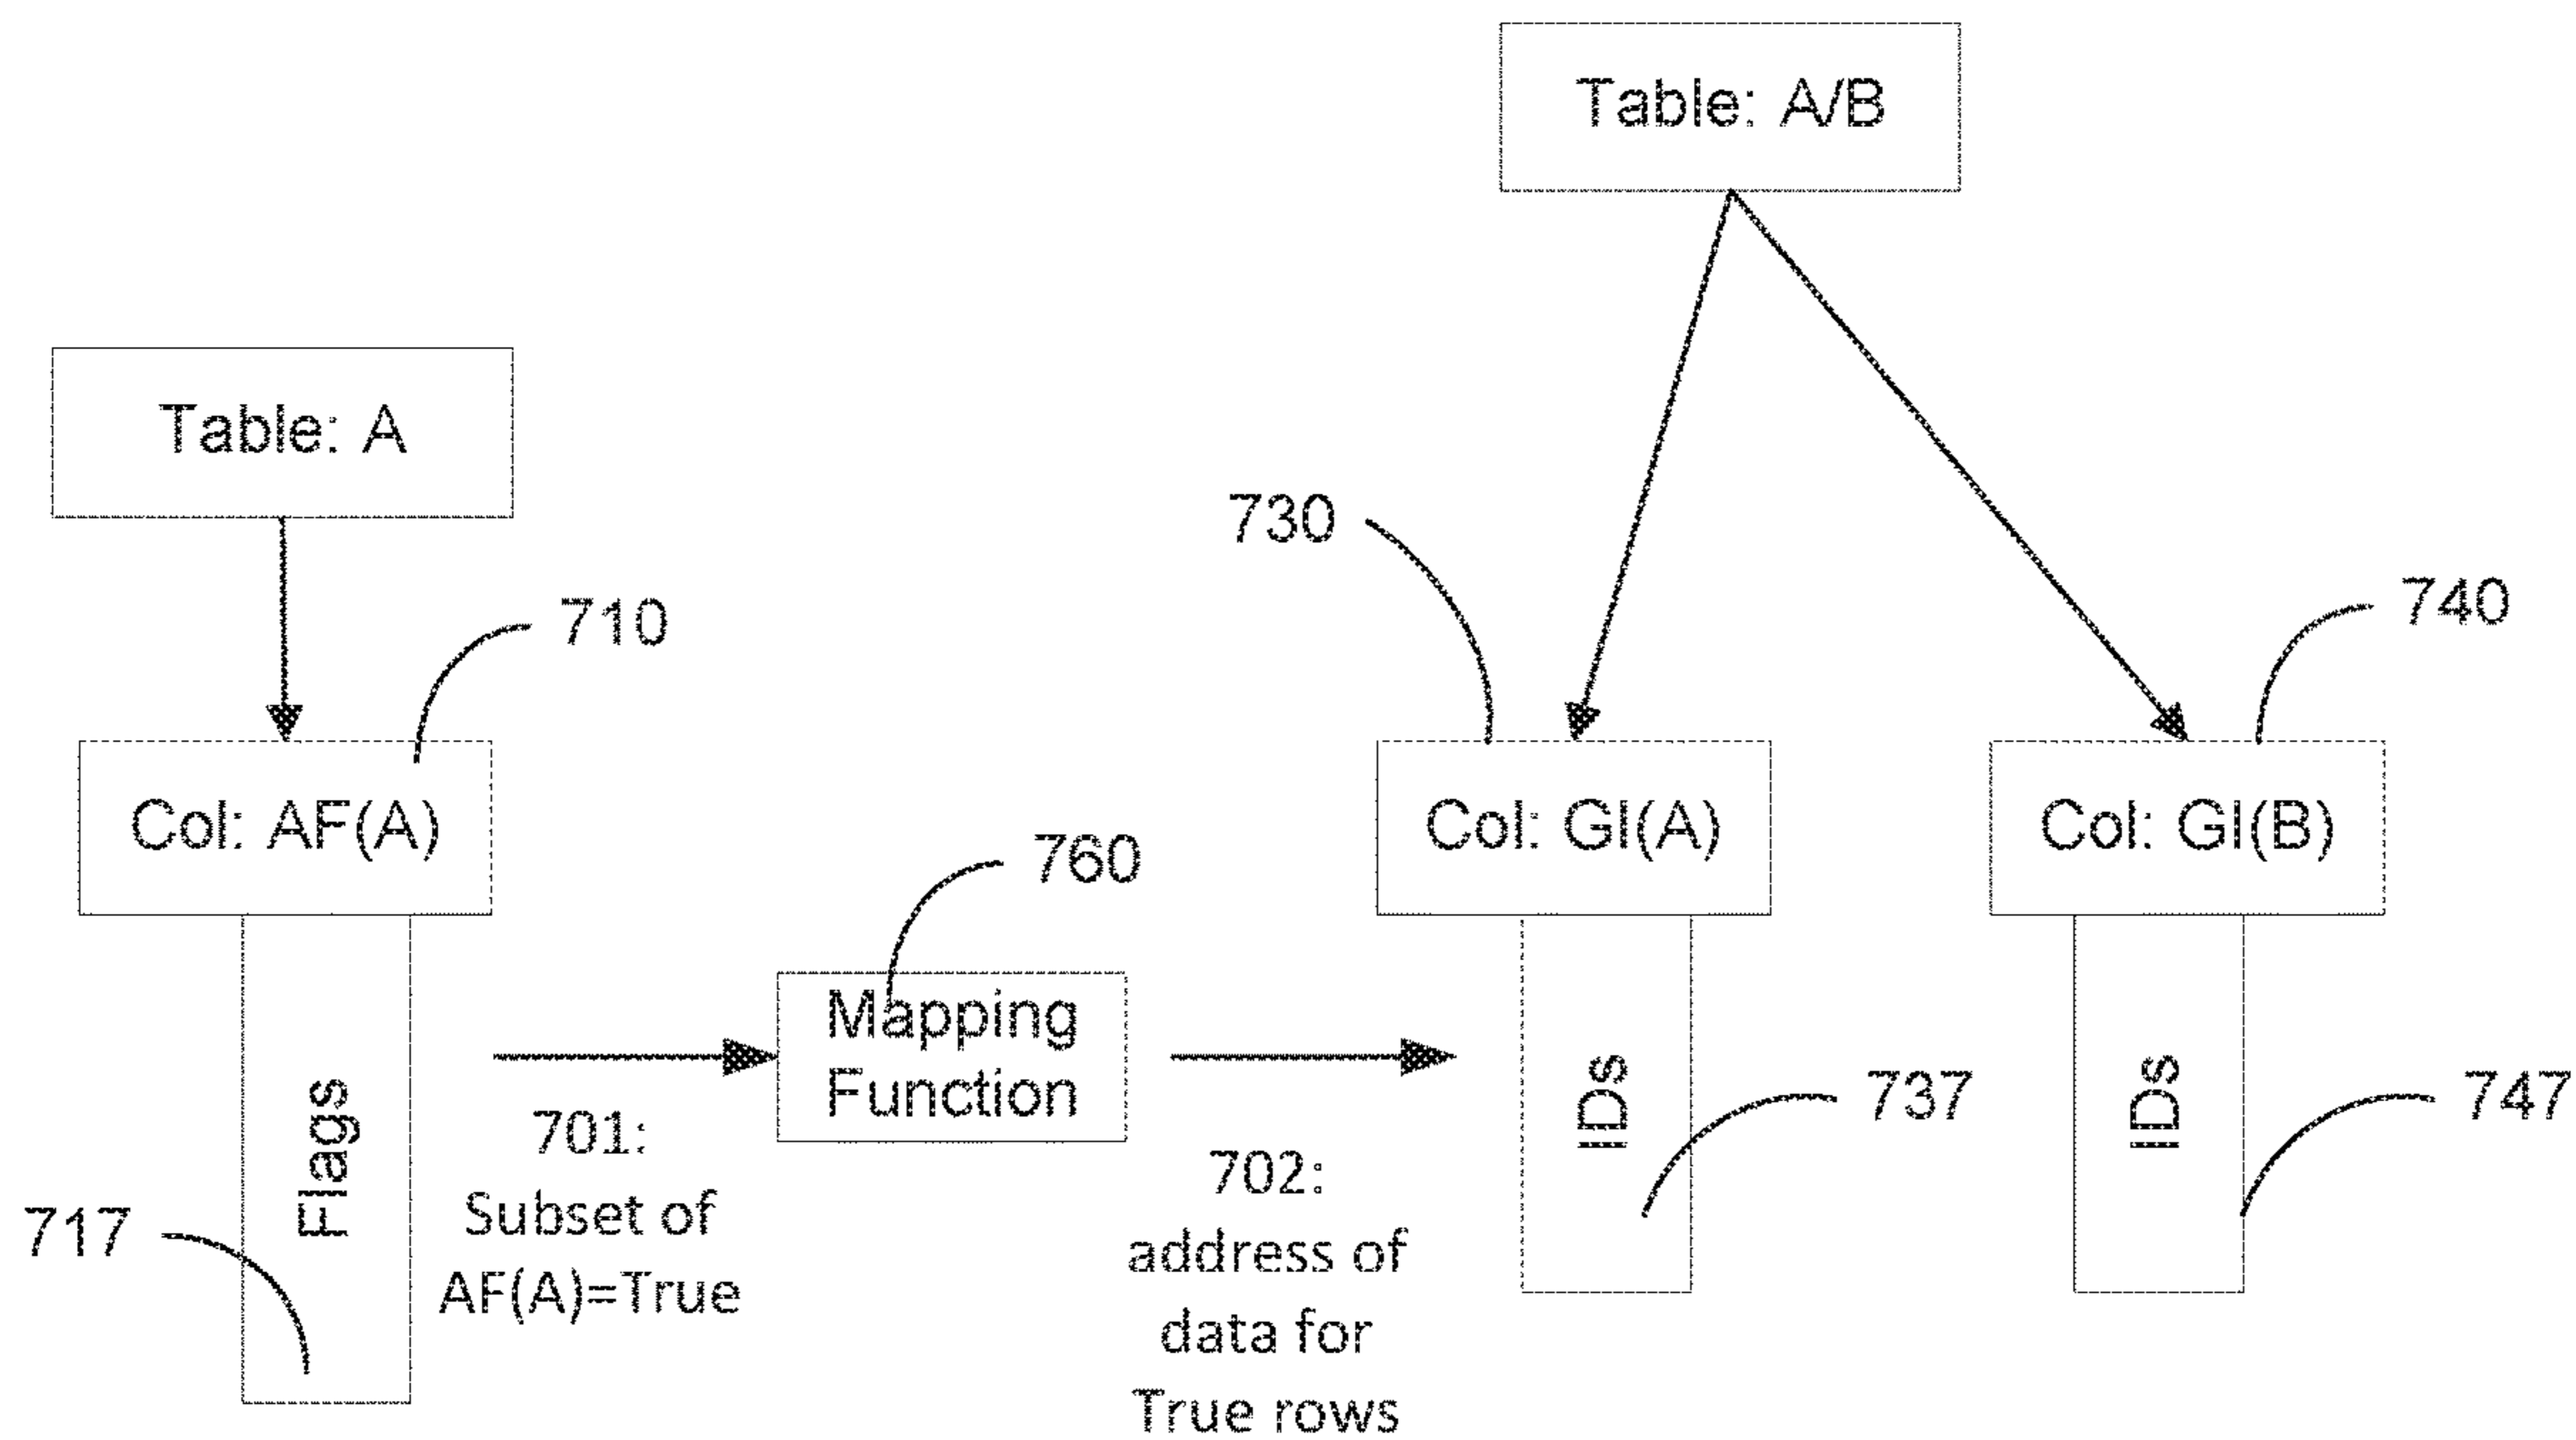 Table: A/B
Table: A
730
740
710
Col: AF(A)
Col: GI(A)
Col: GI(B)
760
Mapping
Function
Flags
IDs
IDs
737
747
701:
Subset of
AF(A)=True
717
702:
address of
data for
True rows